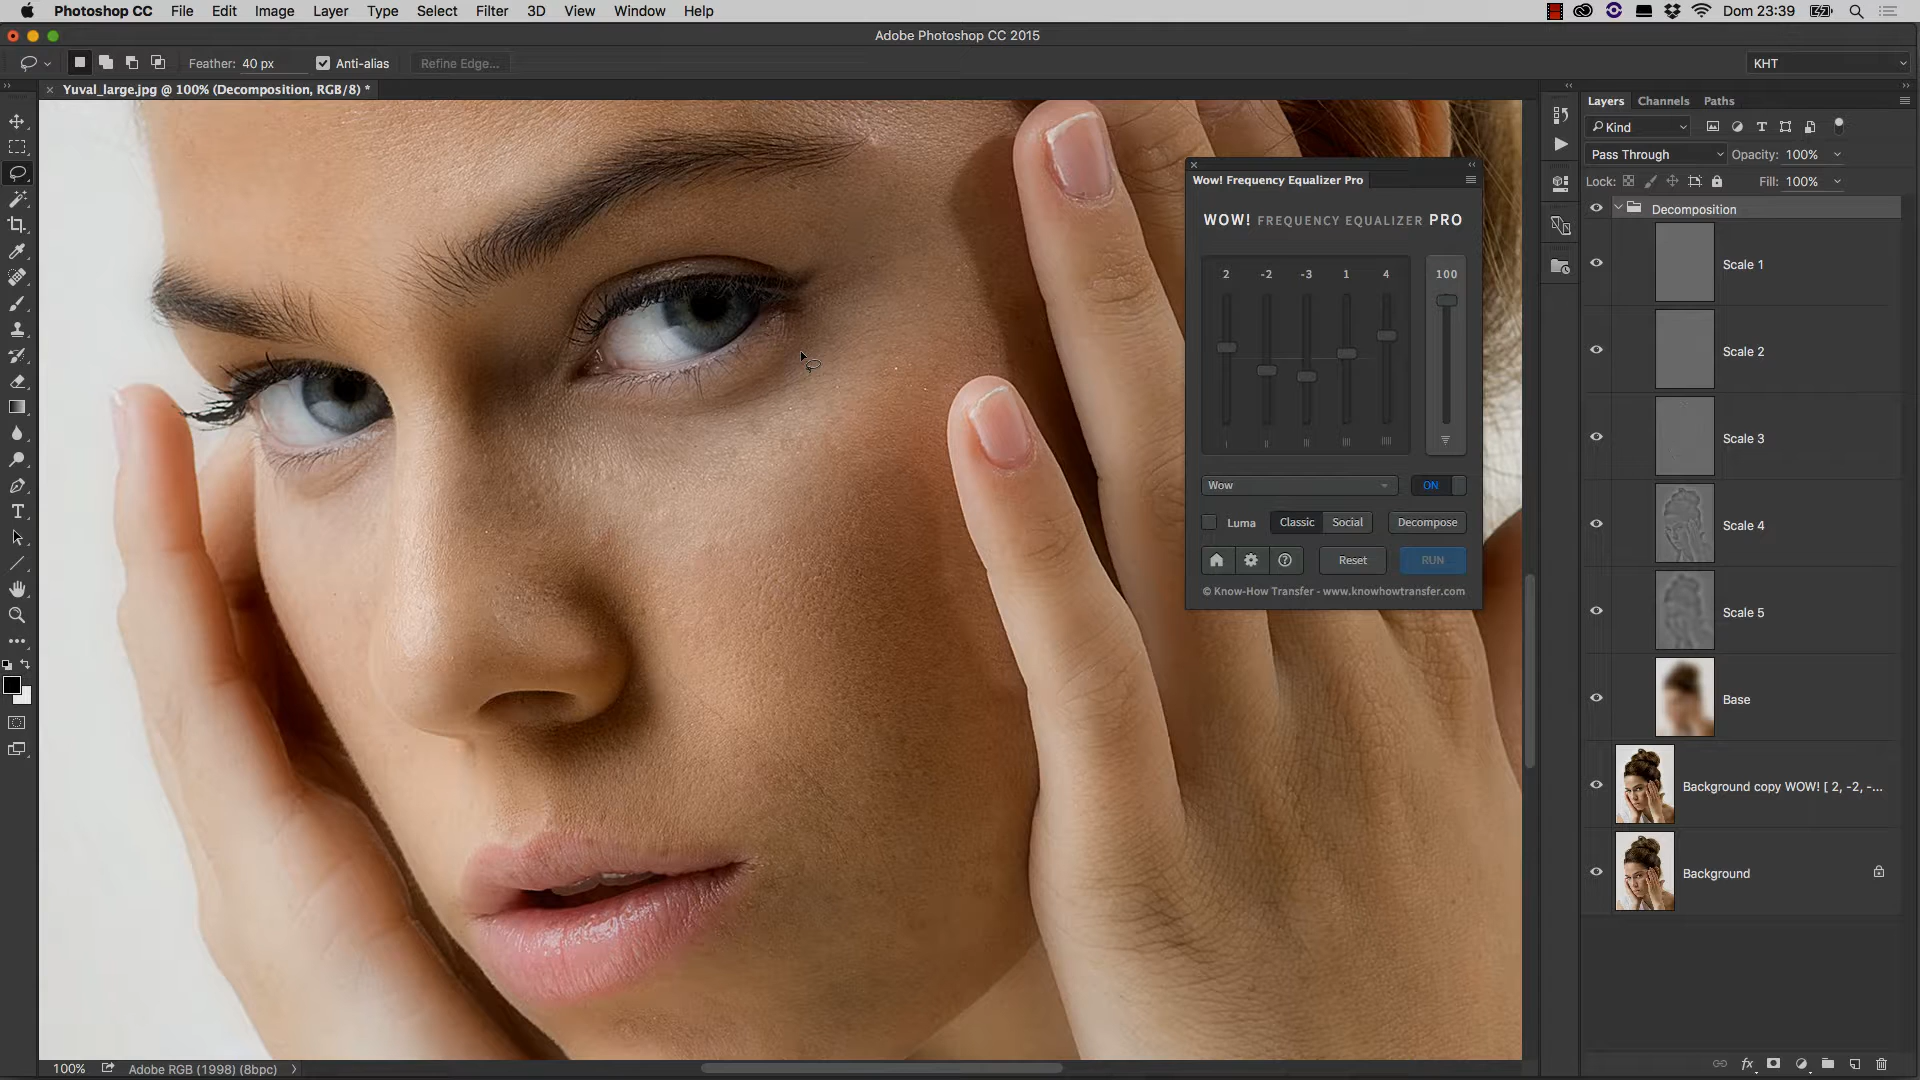 Photoshop CC File Edit Image Layer Type Select Filter 3D View Window Help Dom 23:39
Adobe Photoshop CC 2015
Feather: 40 px Anti-alias Refine Edge... KHT
Yuval_large.jpg @ 100% (Decomposition, RGB/8) *
Layers Channels Paths
Kind
Pass Through Opacity: 100%
Lock: Fill: 100%
Decomposition
Scale 1
Scale 2
Scale 3
Scale 4
Scale 5
Base
Background copy WOW! [ 2, -2, -...
Background
Wow! Frequency Equalizer Pro
WOW! FREQUENCY EQUALIZER PRO
2 -2 -3 1 4 100
Wow ON
Luma Classic Social Decompose
Reset RUN
© Know-How Transfer - www.knowhowtransfer.com
100% Adobe RGB (1998) (8bpc)